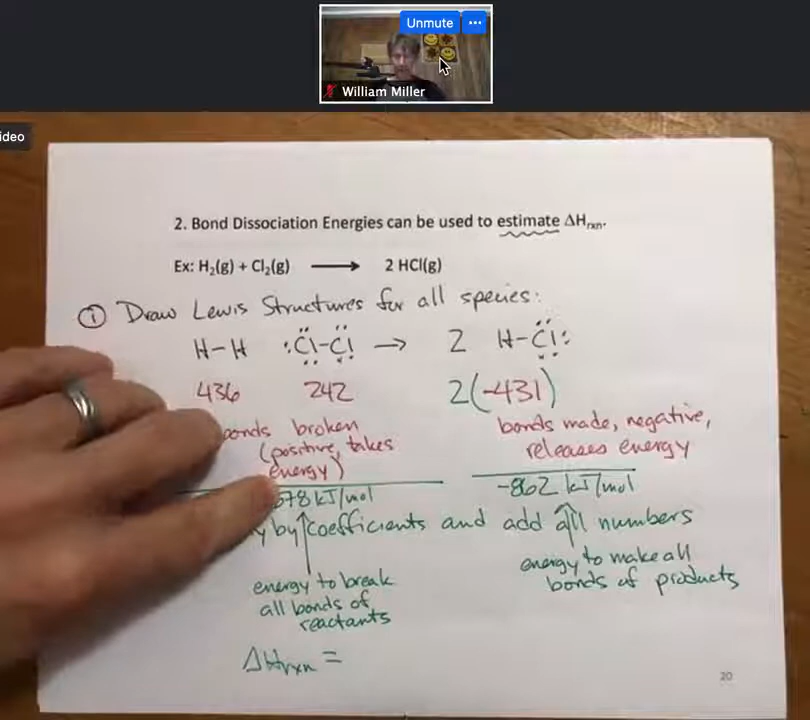 Unmute
...
William Miller
ideo
2. Bond Dissociation Energies can be used to estimate ΔHrxn.
Ex: H₂(g) + Cl₂(g) ⟶ 2 HCl(g)
① Draw Lewis Structures for all species:
H-H :Cl-Cl → 2 H-Cl:
436 242 2(-431)
bonds broken
(positive, takes
energy)
bonds made, negative,
releases energy
678 kJ/mol
-862 kJ/mol
y by coefficients and add all numbers
energy to break
all bonds of
reactants
energy to make all
bonds of products
ΔHrxn =
20